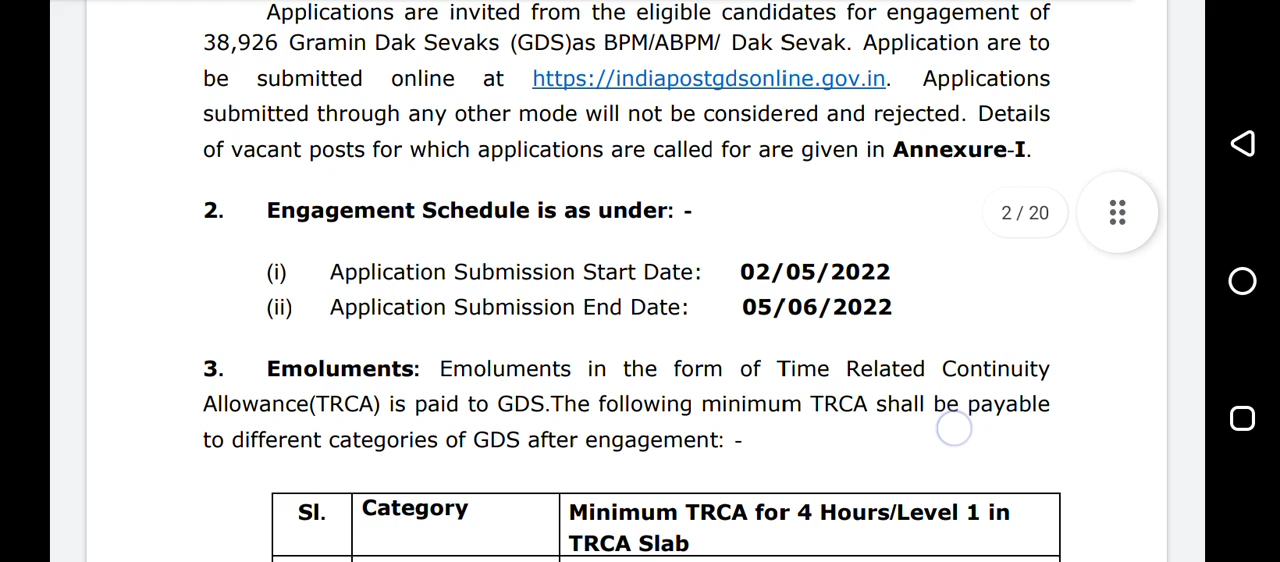 Applications are invited from the eligible candidates for engagement of
38,926 Gramin Dak Sevaks (GDS)as BPM/ABPM/ Dak Sevak. Application are to
be submitted online at https://indiapostgdsonline.gov.in. Applications
submitted through any other mode will not be considered and rejected. Details
of vacant posts for which applications are called for are given in Annexure-I.
2. Engagement Schedule is as under: -
2 / 20
(i) Application Submission Start Date: 02/05/2022
(ii) Application Submission End Date: 05/06/2022
3. Emoluments: Emoluments in the form of Time Related Continuity
Allowance(TRCA) is paid to GDS.The following minimum TRCA shall be payable
to different categories of GDS after engagement: -
Sl. Category Minimum TRCA for 4 Hours/Level 1 in
TRCA Slab